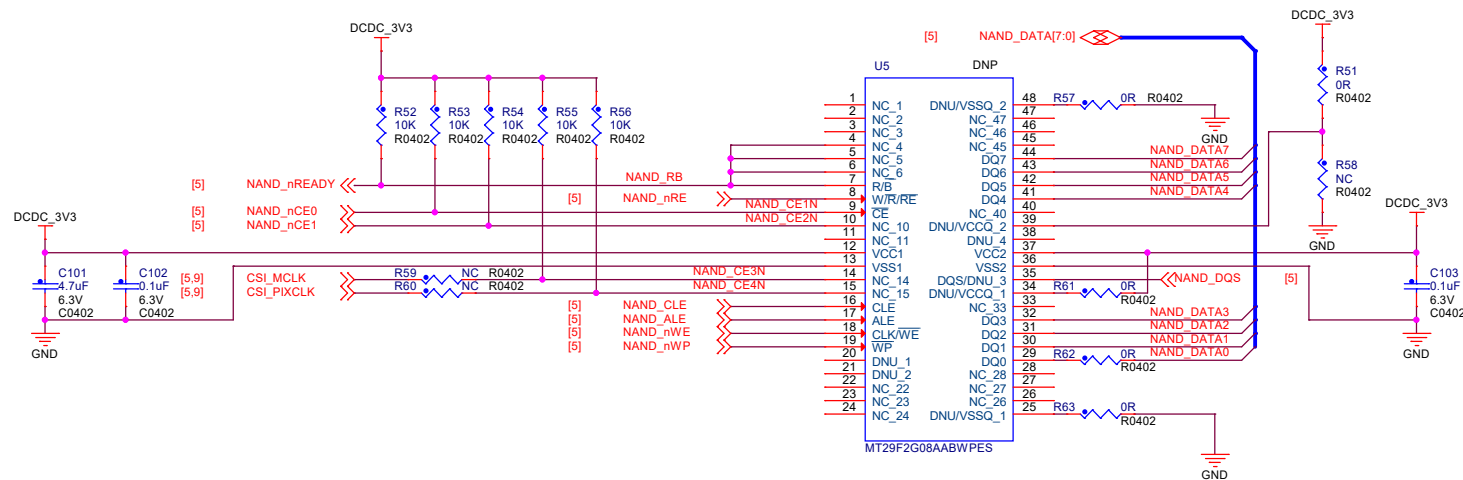 DCDC_3V3
[5] NAND_DATA[7:0]
DCDC_3V3
U5 DNP
R52
10K
R0402
R53
10K
R0402
R54
10K
R0402
R55
10K
R0402
R56
10K
R0402
R51
0R
R0402
R58
NC
R0402
GND
[5] NAND_nREADY
NAND_RB
[5] NAND_nRE
[5] NAND_nCE0
NAND_CE1N
[5] NAND_nCE1
NAND_CE2N
DCDC_3V3
C101
4.7uF
6.3V
C0402
C102
0.1uF
6.3V
C0402
GND
[5,9] CSI_MCLK
R59 NC R0402
NAND_CE3N
[5,9] CSI_PIXCLK
R60 NC R0402
NAND_CE4N
[5] NAND_CLE
[5] NAND_ALE
[5] NAND_nWE
[5] NAND_nWP
1 NC_1
2 NC_2
3 NC_3
4 NC_4
5 NC_5
6 NC_6
7 R/B
8 W/R/RE
9 CE
10 NC_10
11 NC_11
12 VCC1
13 VSS1
14 NC_14
15 NC_15
16 CLE
17 ALE
18 CLK/WE
19 WP
20 DNU_1
21 DNU_2
22 NC_22
23 NC_23
24 NC_24
DNU/VSSQ_2 48
NC_47 47
NC_46 46
NC_45 45
DQ7 44
DQ6 43
DQ5 42
DQ4 41
NC_40 40
DNU/VCCQ_2 39
DNU_4 38
VCC2 37
VSS2 36
DQS/DNU_3 35
DNU/VCCQ_1 34
NC_33 33
DQ3 32
DQ2 31
DQ1 30
DQ0 29
NC_28 28
NC_27 27
NC_26 26
DNU/VSSQ_1 25
MT29F2G08AABWPES
R57 0R R0402
GND
NAND_DATA7
NAND_DATA6
NAND_DATA5
NAND_DATA4
NAND_DQS [5]
R61 0R
R0402
NAND_DATA3
NAND_DATA2
NAND_DATA1
NAND_DATA0
R62 0R
R0402
R63 0R
R0402
GND
DCDC_3V3
C103
0.1uF
6.3V
C0402
GND